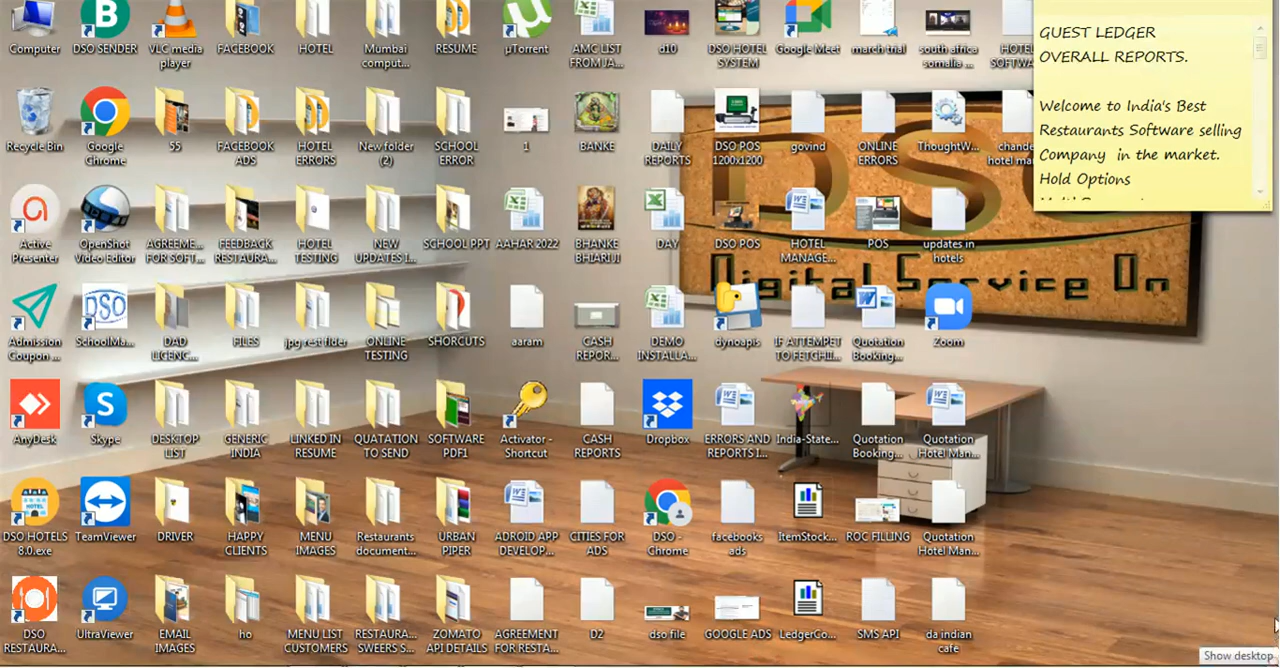 Computer
DSO SENDER
VLC media
player
FACEBOOK
HOTEL
Mumbai
comput...
RESUME
µTorrent
AMC LIST
FROM JA...
d10
DSO HOTEL
SYSTEM
Google Meet
march trial
south africa
somalia ...
HOTEL
SOFTWA
GUEST LEDGER
OVERALL REPORTS.
Welcome to India's Best
Restaurants Software selling
Company in the market.
Hold Options
Recycle Bin
Google
Chrome
55
FACEBOOK
ADS
HOTEL
ERRORS
New folder
(2)
SCHOOL
ERROR
1
BANKE
DAILY
REPORTS
DSO POS
1200x1200
govind
ONLINE
ERRORS
ThoughtW...
chande
hotel ma
Active
Presenter
OpenShot
Video Editor
AGREEME...
FOR SOFT...
FEEDBACK
RESTAURA...
HOTEL
TESTING
NEW
UPDATES I...
SCHOOL PPT
AAHAR 2022
BHANKE
BHIARIJI
DAY
DSO POS
HOTEL
MANAGE...
POS
updates in
hotels
DSO
Digital Service On
Admission
Coupon ...
DSO
SchoolMa...
DAD
LICENC...
FILES
jpg rest flder
ONLINE
TESTING
SHORCUTS
aaram
CASH
REPOR...
DEMO
INSTALLA...
dynoapis
IF ATTEMPET
TO FETCHI...
Quotation
Booking...
Zoom
AnyDesk
Skype
DESKTOP
LIST
GENERIC
INDIA
LINKED IN
RESUME
QUATATION
TO SEND
SOFTWARE
PDF1
Activator -
Shortcut
CASH
REPORTS
Dropbox
ERRORS AND
REPORTS I...
India-State...
Quotation
Booking...
Quotation
Hotel Man...
HOTEL
DSO HOTELS
8.0.exe
TeamViewer
DRIVER
HAPPY
CLIENTS
MENU
IMAGES
Restaurants
document...
URBAN
PIPER
ADROID APP
DEVELOP...
CITIES FOR
ADS
DSO -
Chrome
facebooks
ads
ItemStock...
ROC FILLING
Quotation
Hotel Man...
DSO
RESTAURA...
UltraViewer
EMAIL
IMAGES
ho
MENU LIST
CUSTOMERS
RESTAURA...
SWEERS S...
ZOMATO
API DETAILS
AGREEMENT
FOR RESTA...
D2
dso file
GOOGLE ADS
LedgerCo...
SMS API
da indian
cafe
Show desktop